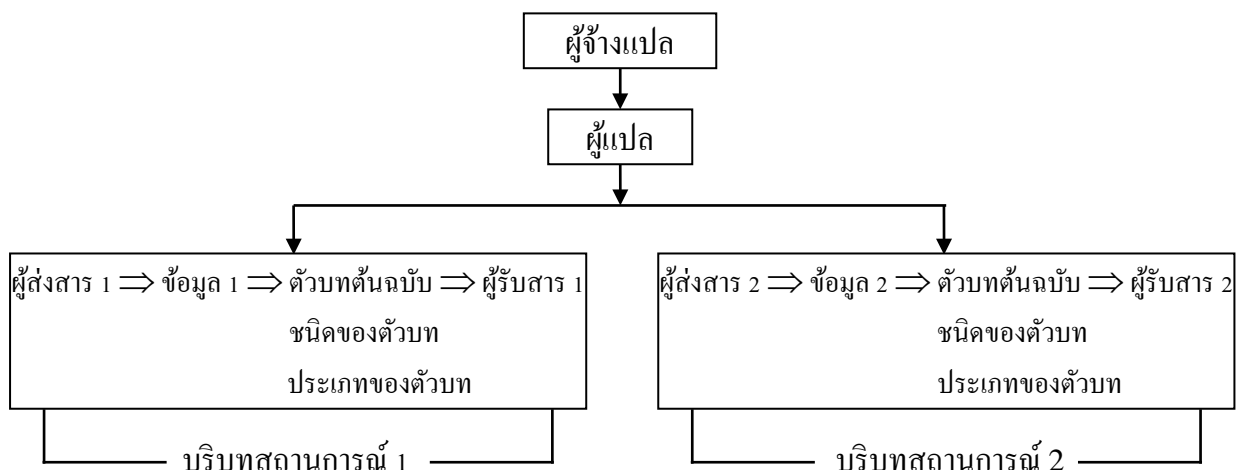 ผู้จ้างแปล
ผู้แปล
ผู้ส่งสาร 1 ⇒ ข้อมูล 1 ⇒ ตัวบทต้นฉบับ ⇒ ผู้รับสาร 1
ชนิดของตัวบท
ประเภทของตัวบท
บริบทสถานการณ์ 1
ผู้ส่งสาร 2 ⇒ ข้อมูล 2 ⇒ ตัวบทต้นฉบับ ⇒ ผู้รับสาร 2
ชนิดของตัวบท
ประเภทของตัวบท
บริบทสถานการณ์ 2